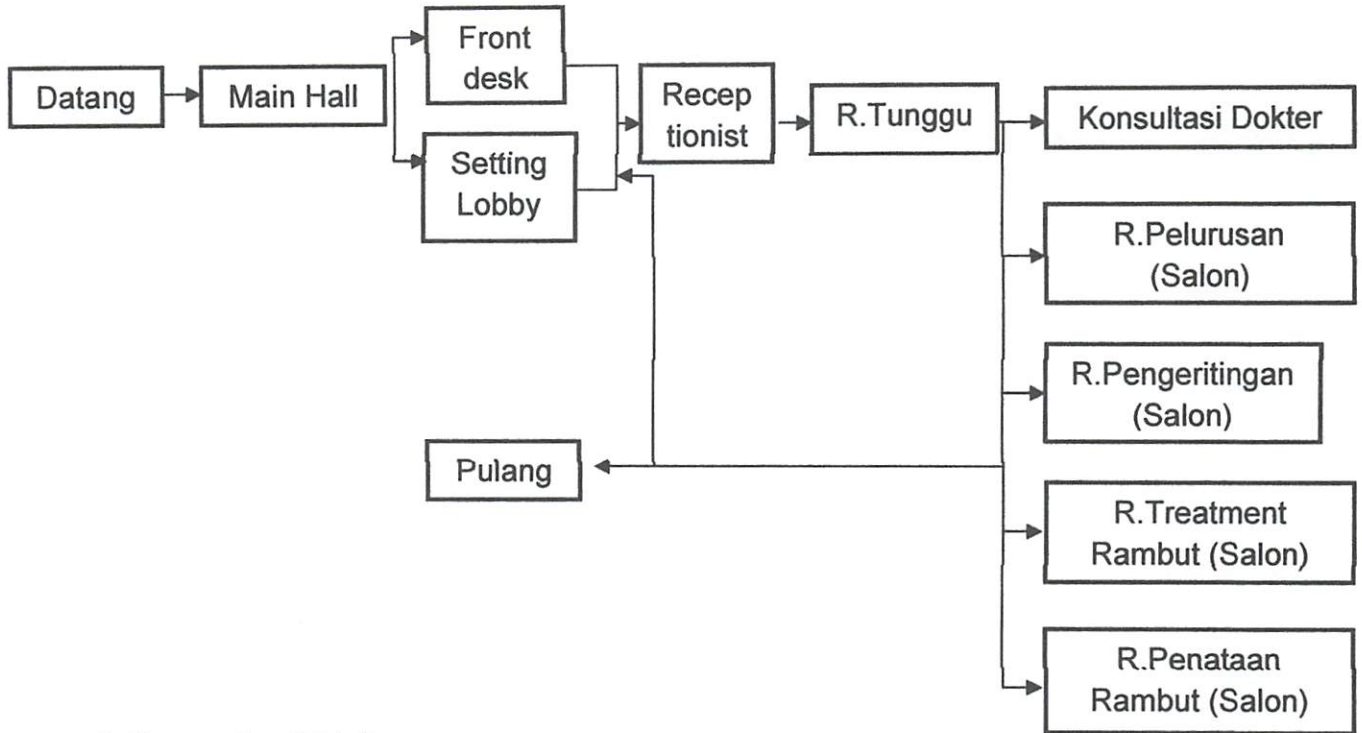 Datang
Main Hall
Front
desk
Setting
Lobby
Recep
tionist
R.Tunggu
Konsultasi Dokter
R.Pelurusan
(Salon)
R.Pengeritingan
(Salon)
R.Treatment
Rambut (Salon)
R.Penataan
Rambut (Salon)
Pulang